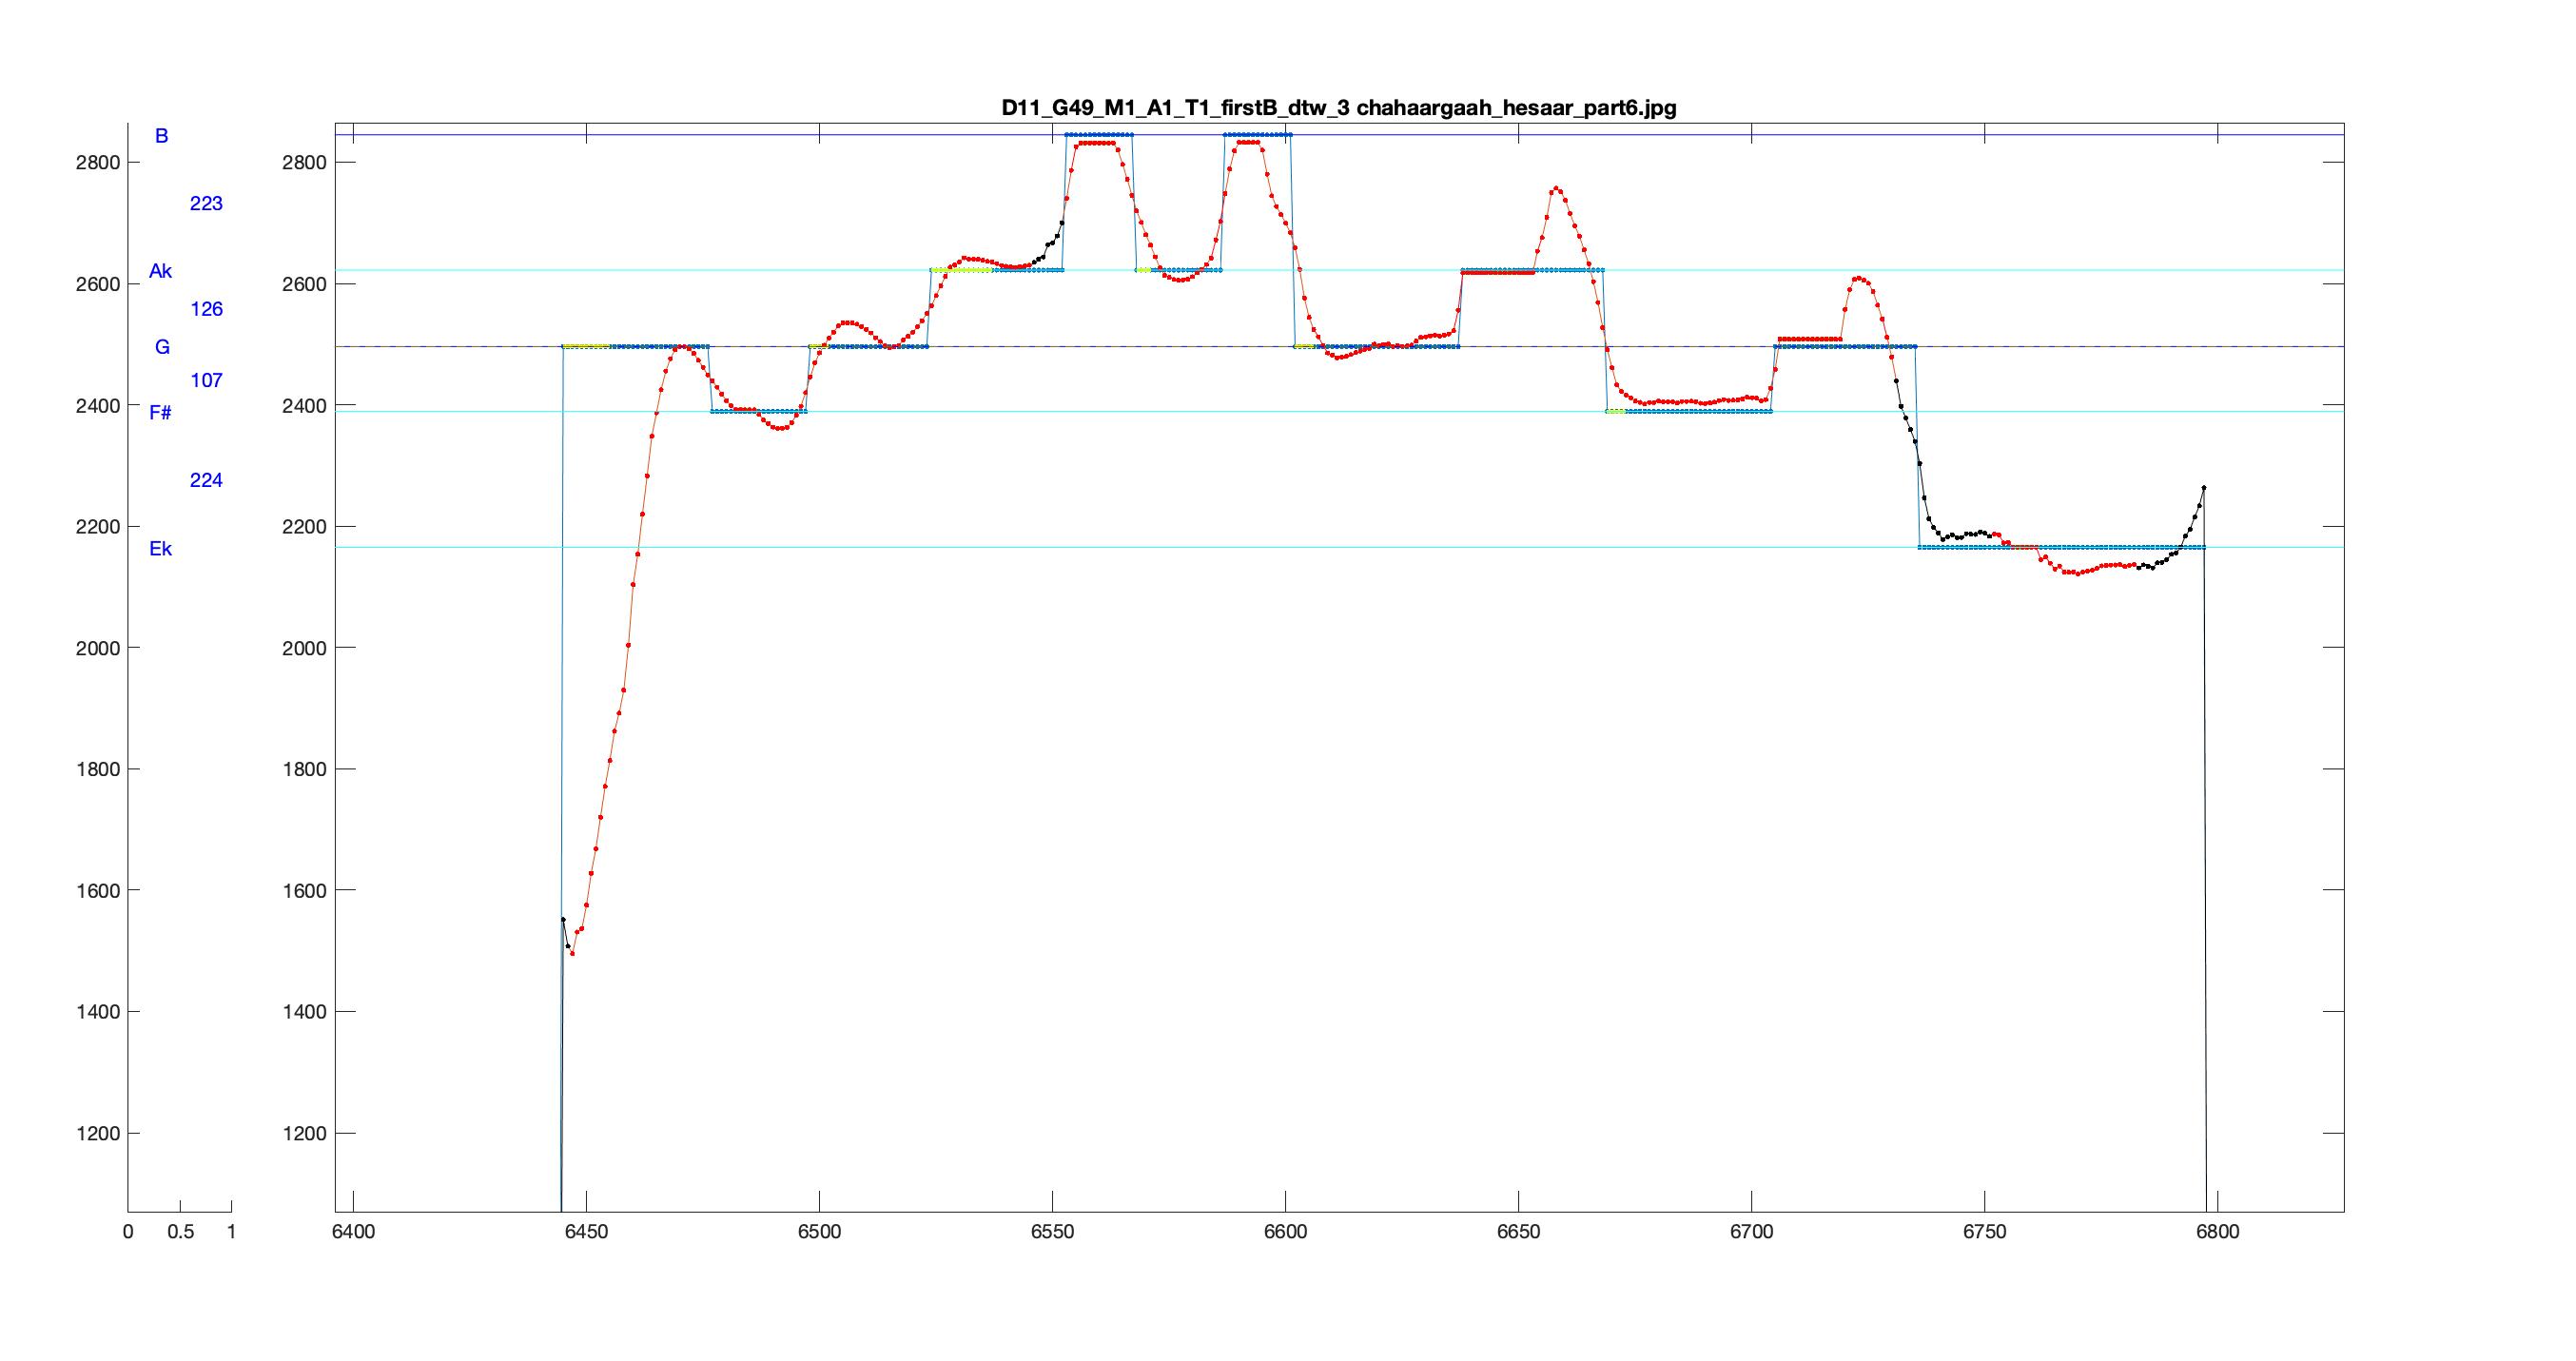 D11_G49_M1_A1_T1_firstB_dtw_3 chahaargaah_hesaar_part6.jpg
B
2800 2800
223
Ak
2600 2600
126
G
107
2400 F# 2400
224
2200 2200
Ek
2000 2000
1800 1800
1600 1600
1400 1400
1200 1200
0 0.5 1 6400 6450 6500 6550 6600 6650 6700 6750 6800